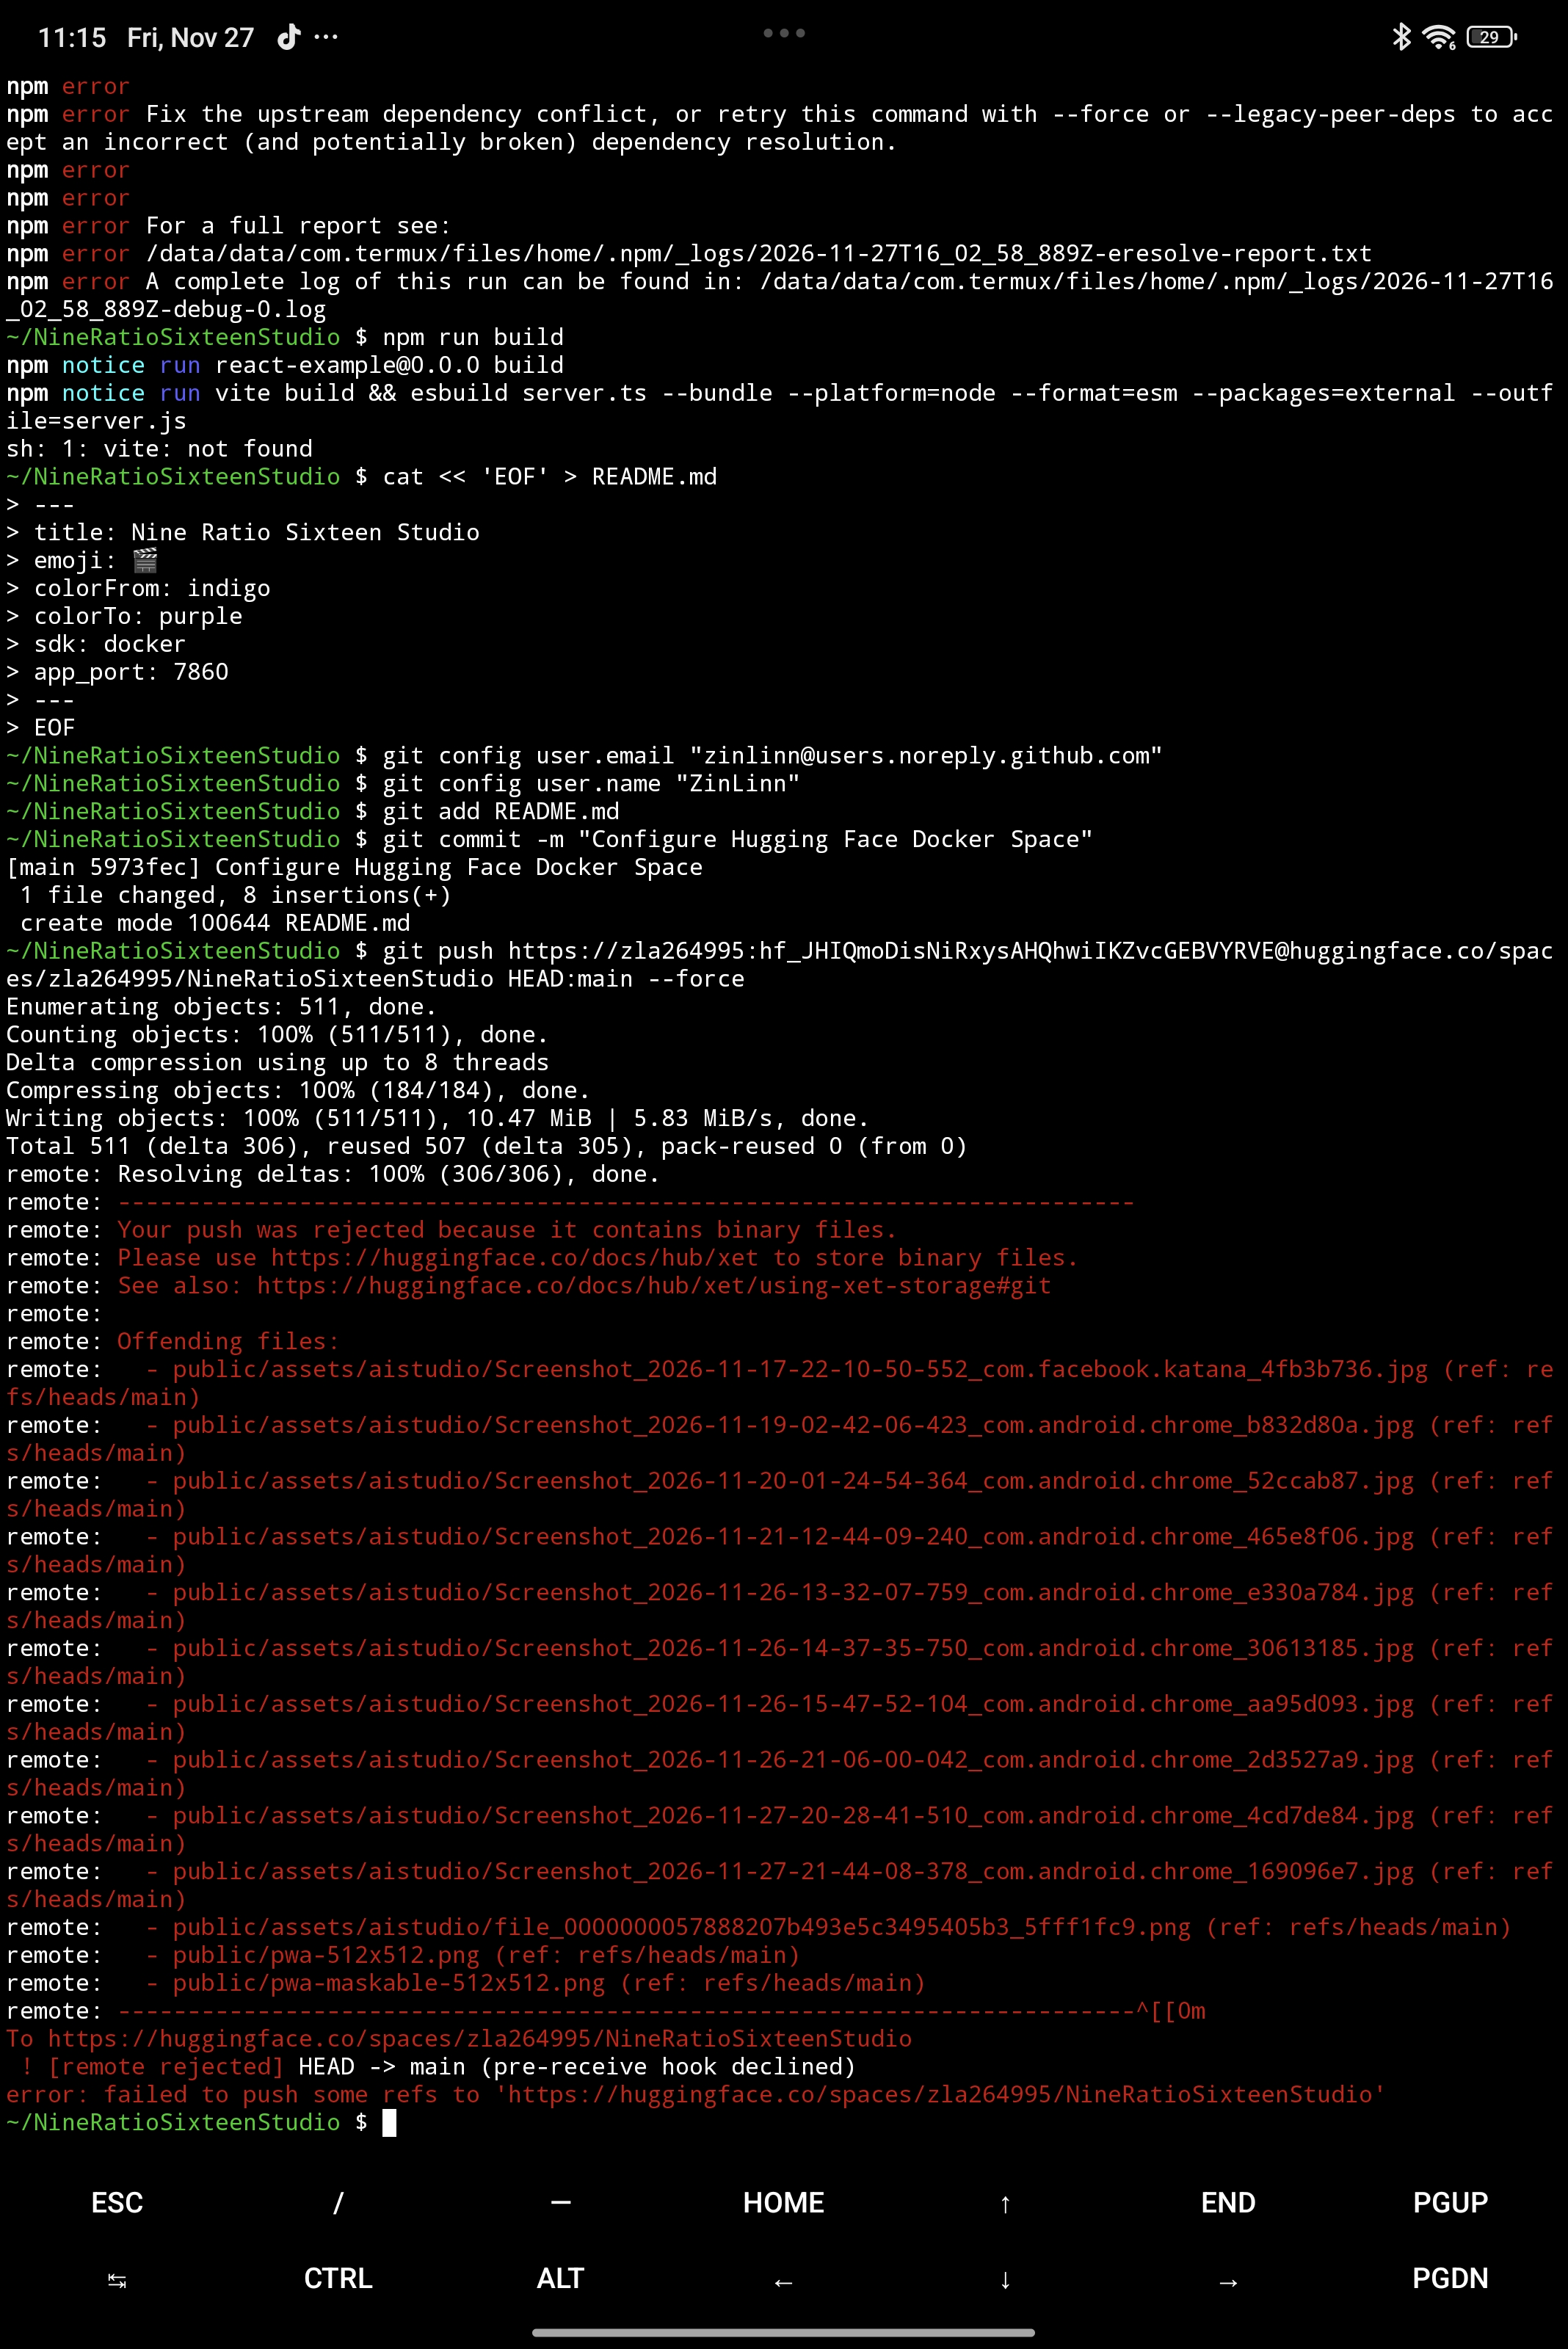 11:15 Fri, Nov 27 ...
29
npm error
npm error Fix the upstream dependency conflict, or retry this command with --force or --legacy-peer-deps to acc
ept an incorrect (and potentially broken) dependency resolution.
npm error
npm error
npm error For a full report see:
npm error /data/data/com.termux/files/home/.npm/_logs/2026-11-27T16_02_58_889Z-eresolve-report.txt
npm error A complete log of this run can be found in: /data/data/com.termux/files/home/.npm/_logs/2026-11-27T16
_02_58_889Z-debug-0.log
~/NineRatioSixteenStudio $ npm run build
npm notice run react-example@0.0.0 build
npm notice run vite build && esbuild server.ts --bundle --platform=node --format=esm --packages=external --outf
ile=server.js
sh: 1: vite: not found
~/NineRatioSixteenStudio $ cat << 'EOF' > README.md
> ---
> title: Nine Ratio Sixteen Studio
> emoji: 🎬
> colorFrom: indigo
> colorTo: purple
> sdk: docker
> app_port: 7860
> ---
> EOF
~/NineRatioSixteenStudio $ git config user.email "zinlinn@users.noreply.github.com"
~/NineRatioSixteenStudio $ git config user.name "ZinLinn"
~/NineRatioSixteenStudio $ git add README.md
~/NineRatioSixteenStudio $ git commit -m "Configure Hugging Face Docker Space"
[main 5973fec] Configure Hugging Face Docker Space
 1 file changed, 8 insertions(+)
 create mode 100644 README.md
~/NineRatioSixteenStudio $ git push https://zla264995: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@huggingface.co/spac
es/zla264995/NineRatioSixteenStudio HEAD:main --force
Enumerating objects: 511, done.
Counting objects: 100% (511/511), done.
Delta compression using up to 8 threads
Compressing objects: 100% (184/184), done.
Writing objects: 100% (511/511), 10.47 MiB | 5.83 MiB/s, done.
Total 511 (delta 306), reused 507 (delta 305), pack-reused 0 (from 0)
remote: Resolving deltas: 100% (306/306), done.
remote: -------------------------------------------------------------------------
remote: Your push was rejected because it contains binary files.
remote: Please use https://huggingface.co/docs/hub/xet to store binary files.
remote: See also: https://huggingface.co/docs/hub/xet/using-xet-storage#git
remote:
remote: Offending files:
remote:   - public/assets/aistudio/Screenshot_2026-11-17-22-10-50-552_com.facebook.katana_4fb3b736.jpg (ref: re
fs/heads/main)
remote:   - public/assets/aistudio/Screenshot_2026-11-19-02-42-06-423_com.android.chrome_b832d80a.jpg (ref: ref
s/heads/main)
remote:   - public/assets/aistudio/Screenshot_2026-11-20-01-24-54-364_com.android.chrome_52ccab87.jpg (ref: ref
s/heads/main)
remote:   - public/assets/aistudio/Screenshot_2026-11-21-12-44-09-240_com.android.chrome_465e8f06.jpg (ref: ref
s/heads/main)
remote:   - public/assets/aistudio/Screenshot_2026-11-26-13-32-07-759_com.android.chrome_e330a784.jpg (ref: ref
s/heads/main)
remote:   - public/assets/aistudio/Screenshot_2026-11-26-14-37-35-750_com.android.chrome_30613185.jpg (ref: ref
s/heads/main)
remote:   - public/assets/aistudio/Screenshot_2026-11-26-15-47-52-104_com.android.chrome_aa95d093.jpg (ref: ref
s/heads/main)
remote:   - public/assets/aistudio/Screenshot_2026-11-26-21-06-00-042_com.android.chrome_2d3527a9.jpg (ref: ref
s/heads/main)
remote:   - public/assets/aistudio/Screenshot_2026-11-27-20-28-41-510_com.android.chrome_4cd7de84.jpg (ref: ref
s/heads/main)
remote:   - public/assets/aistudio/Screenshot_2026-11-27-21-44-08-378_com.android.chrome_169096e7.jpg (ref: ref
s/heads/main)
remote:   - public/assets/aistudio/file_0000000057888207b493e5c3495405b3_5fff1fc9.png (ref: refs/heads/main)
remote:   - public/pwa-512x512.png (ref: refs/heads/main)
remote:   - public/pwa-maskable-512x512.png (ref: refs/heads/main)
remote: -------------------------------------------------------------------------^[[0m
To https://huggingface.co/spaces/zla264995/NineRatioSixteenStudio
 ! [remote rejected] HEAD -> main (pre-receive hook declined)
error: failed to push some refs to 'https://huggingface.co/spaces/zla264995/NineRatioSixteenStudio'
~/NineRatioSixteenStudio $
ESC / — HOME ↑ END PGUP
↹ CTRL ALT ← ↓ → PGDN